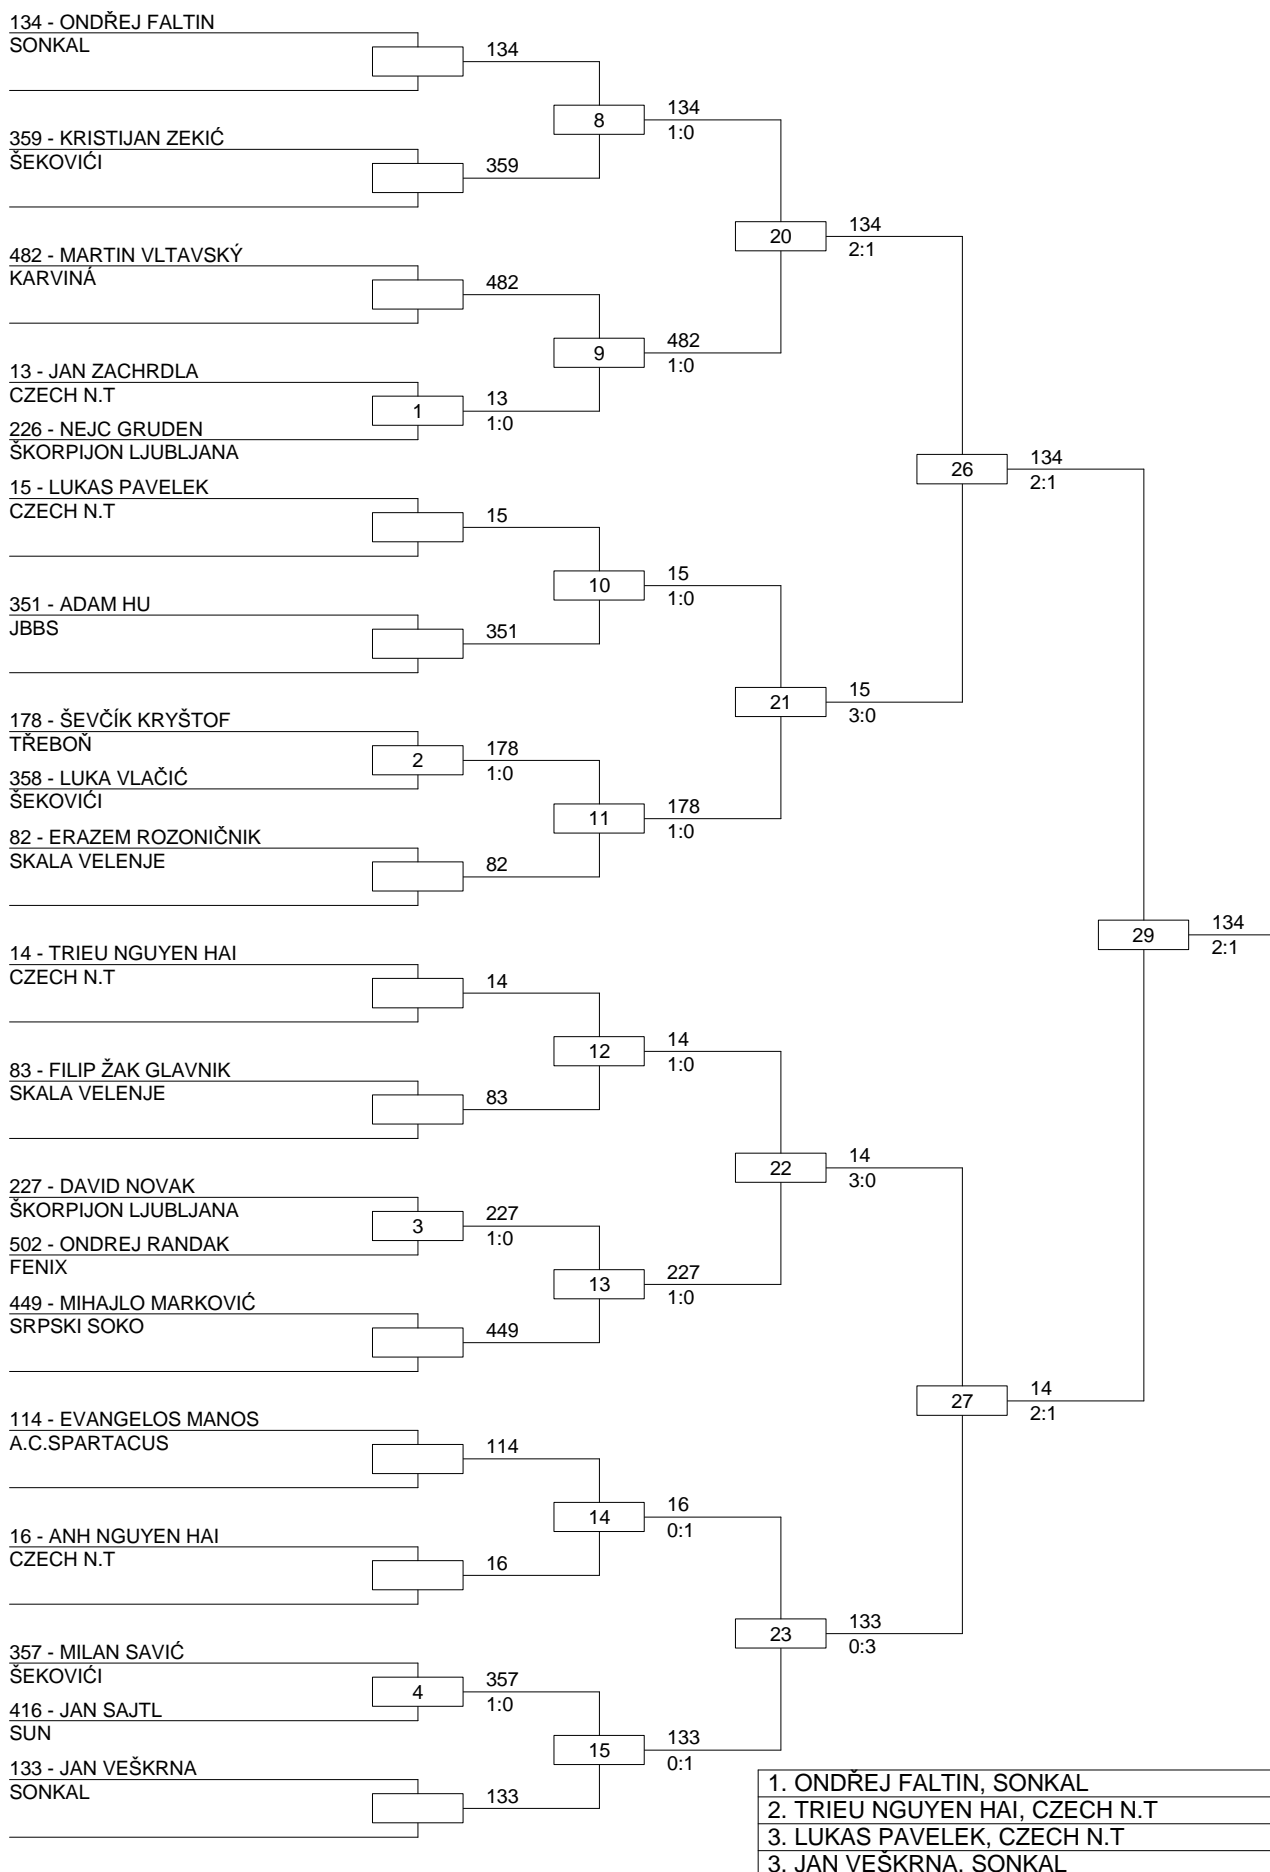 134 - ONDŘEJ FALTIN
SONKAL
134
8
134
1:0
359 - KRISTIJAN ZEKIĆ
ŠEKOVIĆI
359
20
134
2:1
482 - MARTIN VLTAVSKÝ
KARVINÁ
482
9
482
1:0
13 - JAN ZACHRDLA
CZECH N.T
1
13
1:0
226 - NEJC GRUDEN
ŠKORPIJON LJUBLJANA
26
134
2:1
15 - LUKAS PAVELEK
CZECH N.T
15
10
15
1:0
351 - ADAM HU
JBBS
351
21
15
3:0
178 - ŠEVČÍK KRYŠTOF
TŘEBOŇ
2
178
1:0
358 - LUKA VLAČIĆ
ŠEKOVIĆI
11
178
1:0
82 - ERAZEM ROZONIČNIK
SKALA VELENJE
82
29
134
2:1
14 - TRIEU NGUYEN HAI
CZECH N.T
14
12
14
1:0
83 - FILIP ŽAK GLAVNIK
SKALA VELENJE
83
22
14
3:0
227 - DAVID NOVAK
ŠKORPIJON LJUBLJANA
3
227
1:0
502 - ONDREJ RANDAK
FENIX
13
227
1:0
449 - MIHAJLO MARKOVIĆ
SRPSKI SOKO
449
27
14
2:1
114 - EVANGELOS MANOS
A.C.SPARTACUS
114
14
16
0:1
16 - ANH NGUYEN HAI
CZECH N.T
16
23
133
0:3
357 - MILAN SAVIĆ
ŠEKOVIĆI
4
357
1:0
416 - JAN SAJTL
SUN
15
133
0:1
133 - JAN VEŠKRNA
SONKAL
133
1. ONDŘEJ FALTIN, SONKAL
2. TRIEU NGUYEN HAI, CZECH N.T
3. LUKAS PAVELEK, CZECH N.T
3. JAN VEŠKRNA, SONKAL